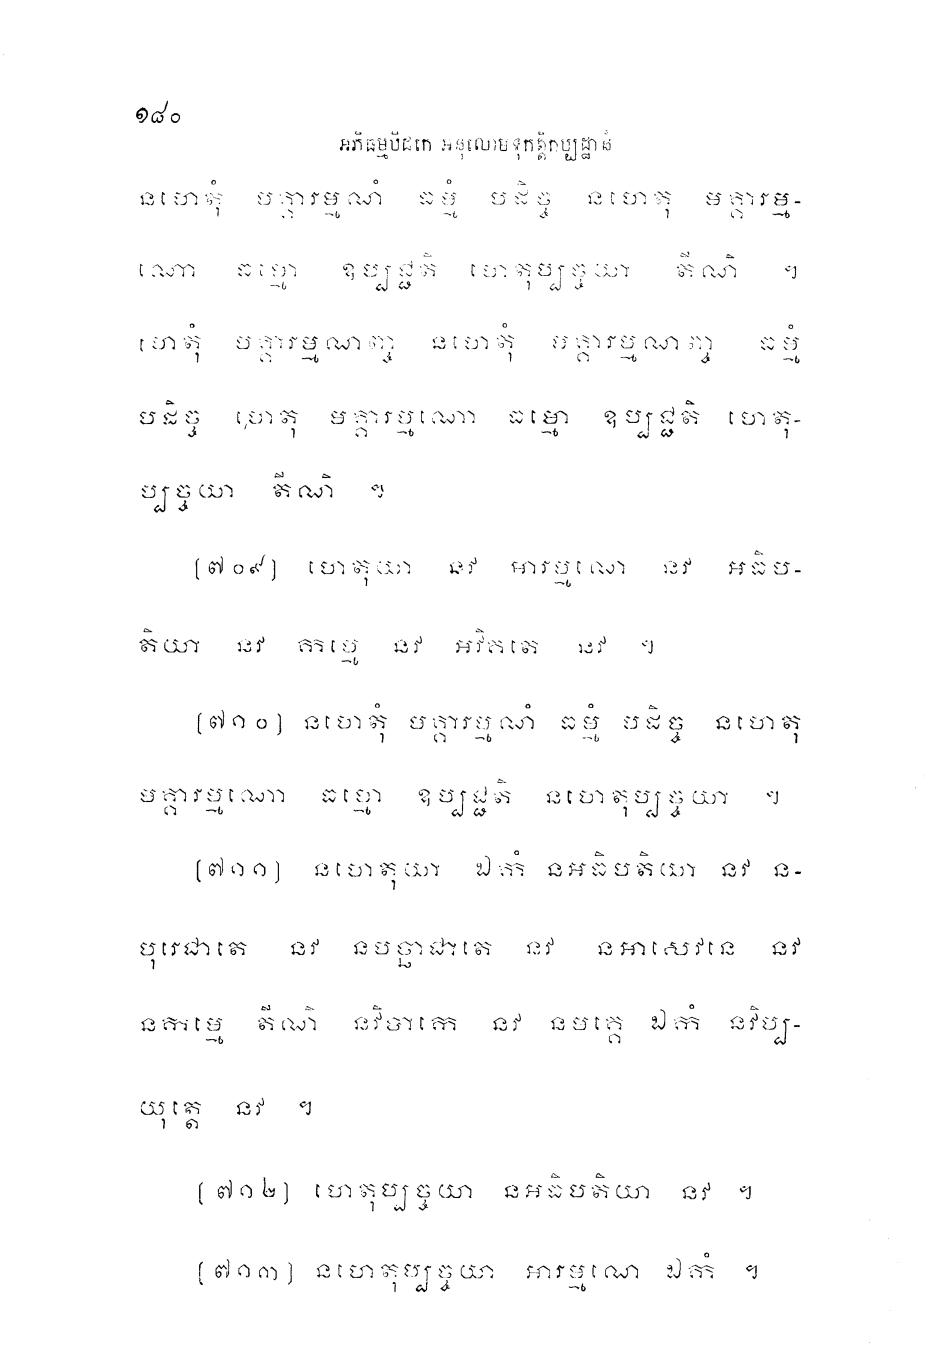 ១៨០
អភិធម្មបិដកេ អនុលោមទុកត្តិកប្បដ្ឋានំ
នហេតុំ មគ្គារម្មណំ ធម្មំ បដិច្ច នហេតុ មគ្គារម្ម-
ណោ ធម្មោ ឧប្បជ្ជតិ ហេតុប្បច្ចយា តីណិ ។
ហេតុំ មគ្គារម្មណញ្ច នហេតុំ មគ្គារម្មណញ្ច ធម្មំ
បដិច្ច ហេតុ មគ្គារម្មណោ ធម្មោ ឧប្បជ្ជតិ ហេតុ-
ប្បច្ចយា តីណិ ។
[៧០៩] ហេតុយា នវ អារម្មណេ នវ អធិប-
តិយា នវ កម្មេ នវ អវិគតេ នវ ។
[៧១០] នហេតុំ មគ្គារម្មណំ ធម្មំ បដិច្ច នហេតុ
មគ្គារម្មណោ ធម្មោ ឧប្បជ្ជតិ នហេតុប្បច្ចយា ។
[៧១១] នហេតុយា ឯកំ នអធិបតិយា នវ ន-
បុរេជាតេ នវ នបច្ឆាជាតេ នវ នអាសេវនេ នវ
នកម្មេ តីណិ នវិបាកេ នវ នមគ្គេ ឯកំ នវិប្ប-
យុត្តេ នវ ។
[៧១២] ហេតុប្បច្ចយា នអធិបតិយា នវ ។
[៧១៣] នហេតុប្បច្ចយា អារម្មណេ ឯកំ ។